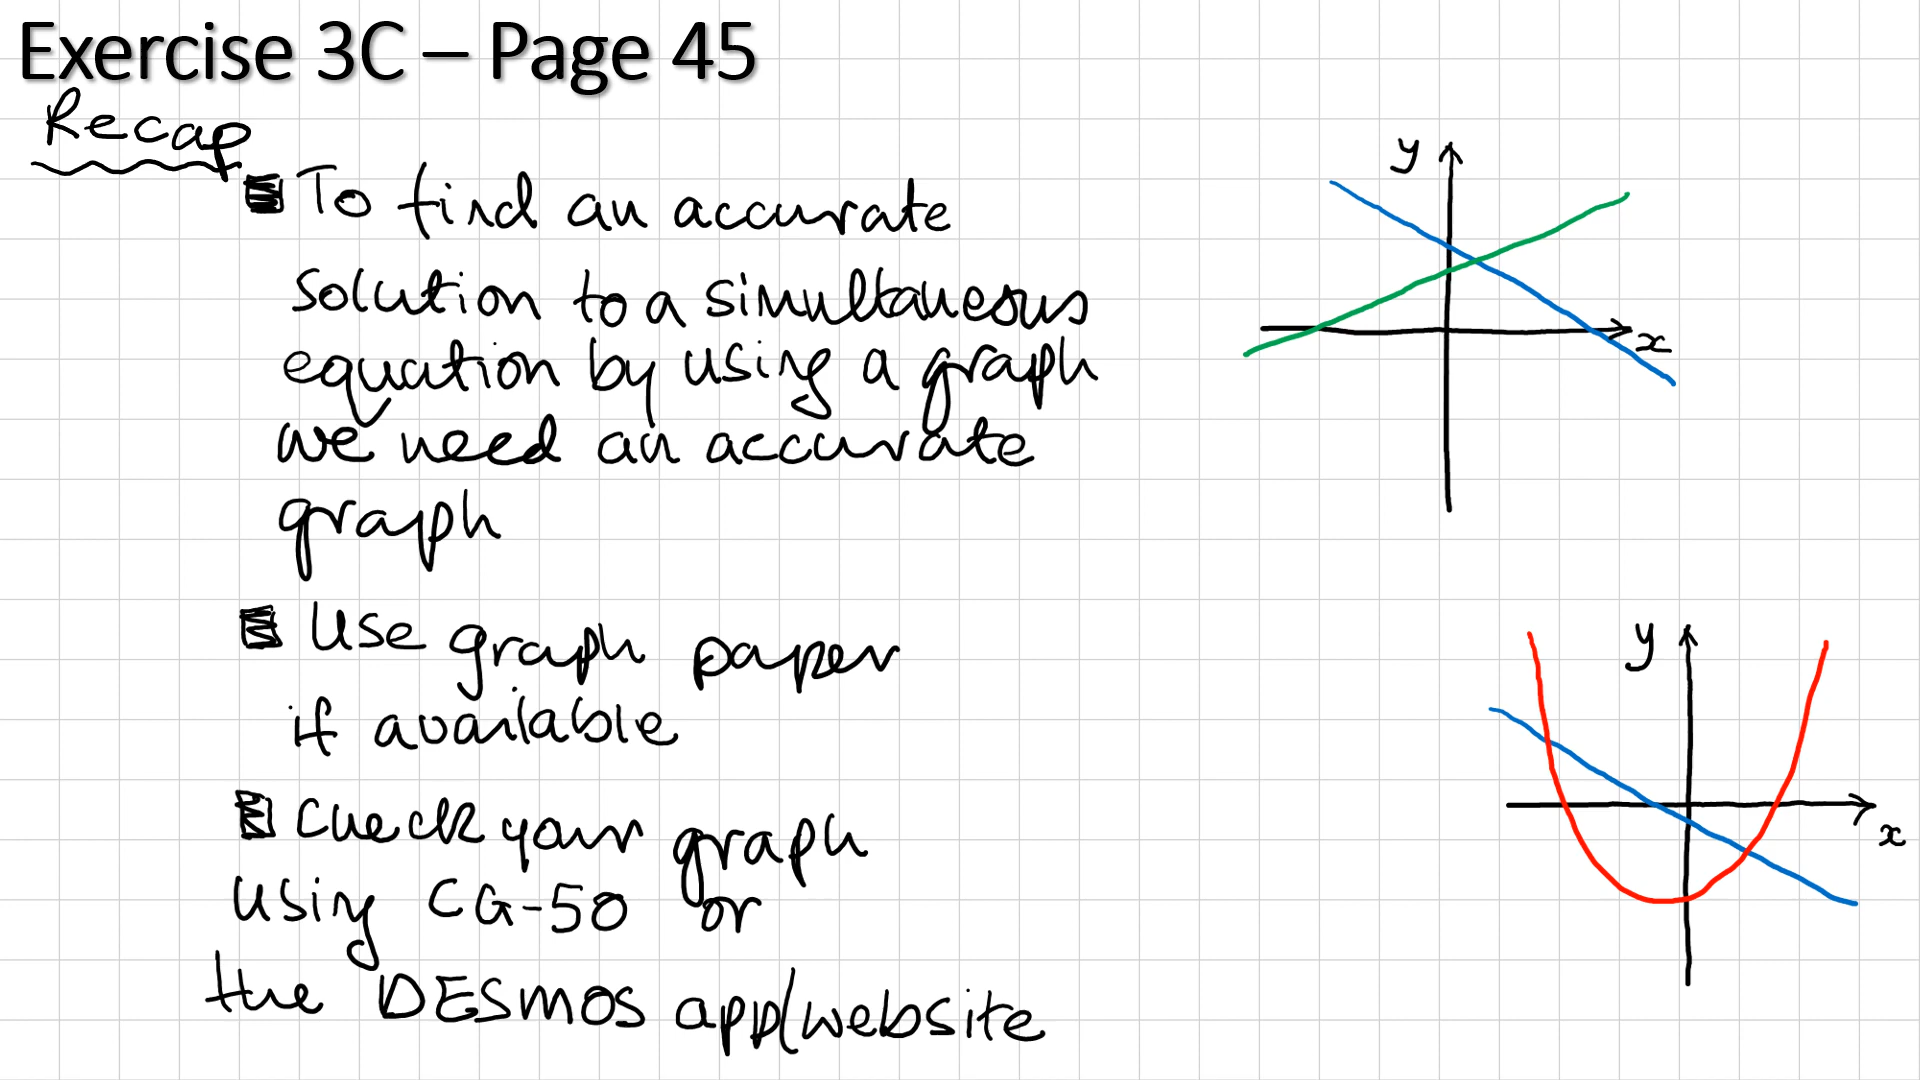 Exercise 3C – Page 45
Recap
To find an accurate
solution to a simultaneous
equation by using a graph
we need an accurate
graph
Use graph paper
if available
Check your graph
using CG-50 or
the DESMOS app/website
y
x
y
x